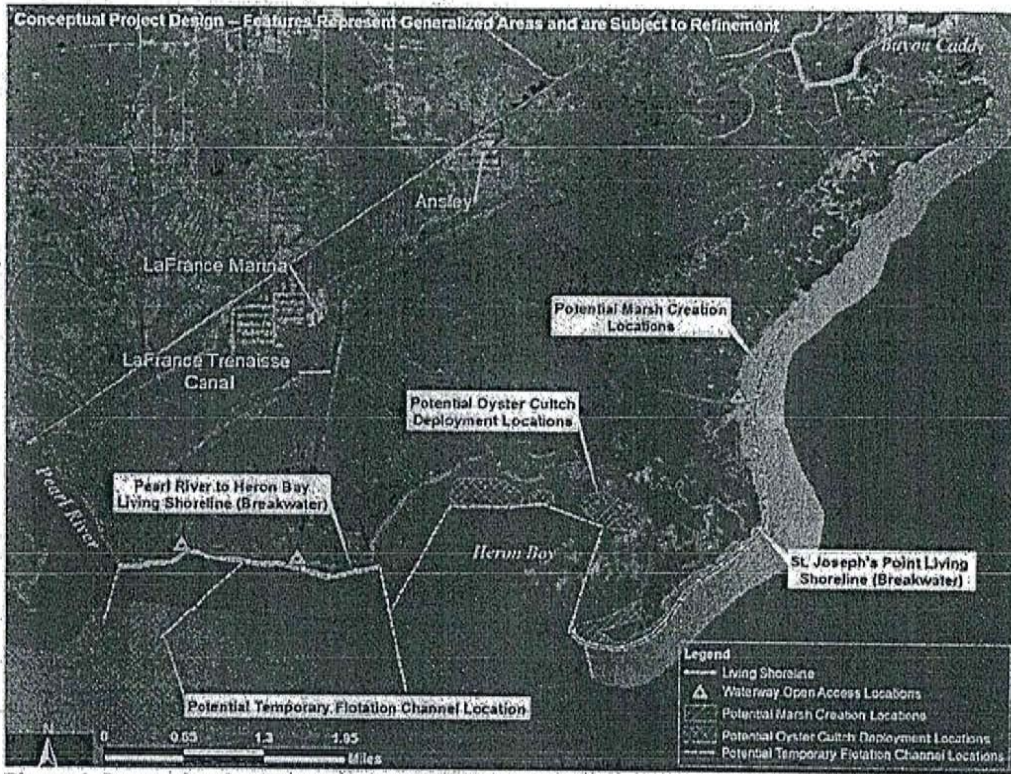 Conceptual Project Design – Features Represent Generalized Areas and are Subject to Refinement
Bayou Caddy
Ansley
LaFrance Marina
Potential Marsh Creation
Locations
LaFrance Trenaisse
Canal
Potential Oyster Cultch
Deployment Locations
Pearl River
Pearl River to Heron Bay
Living Shoreline (Breakwater)
Heron Bay
St. Joseph's Point Living
Shoreline (Breakwater)
Legend
Living Shoreline
Waterway Open Access Locations
Potential Marsh Creation Locations
Potential Oyster Cultch Deployment Locations
Potential Temporary Flotation Channel Locations
Potential Temporary Flotation Channel Location
N
0 0.65 1.3 1.95
Miles